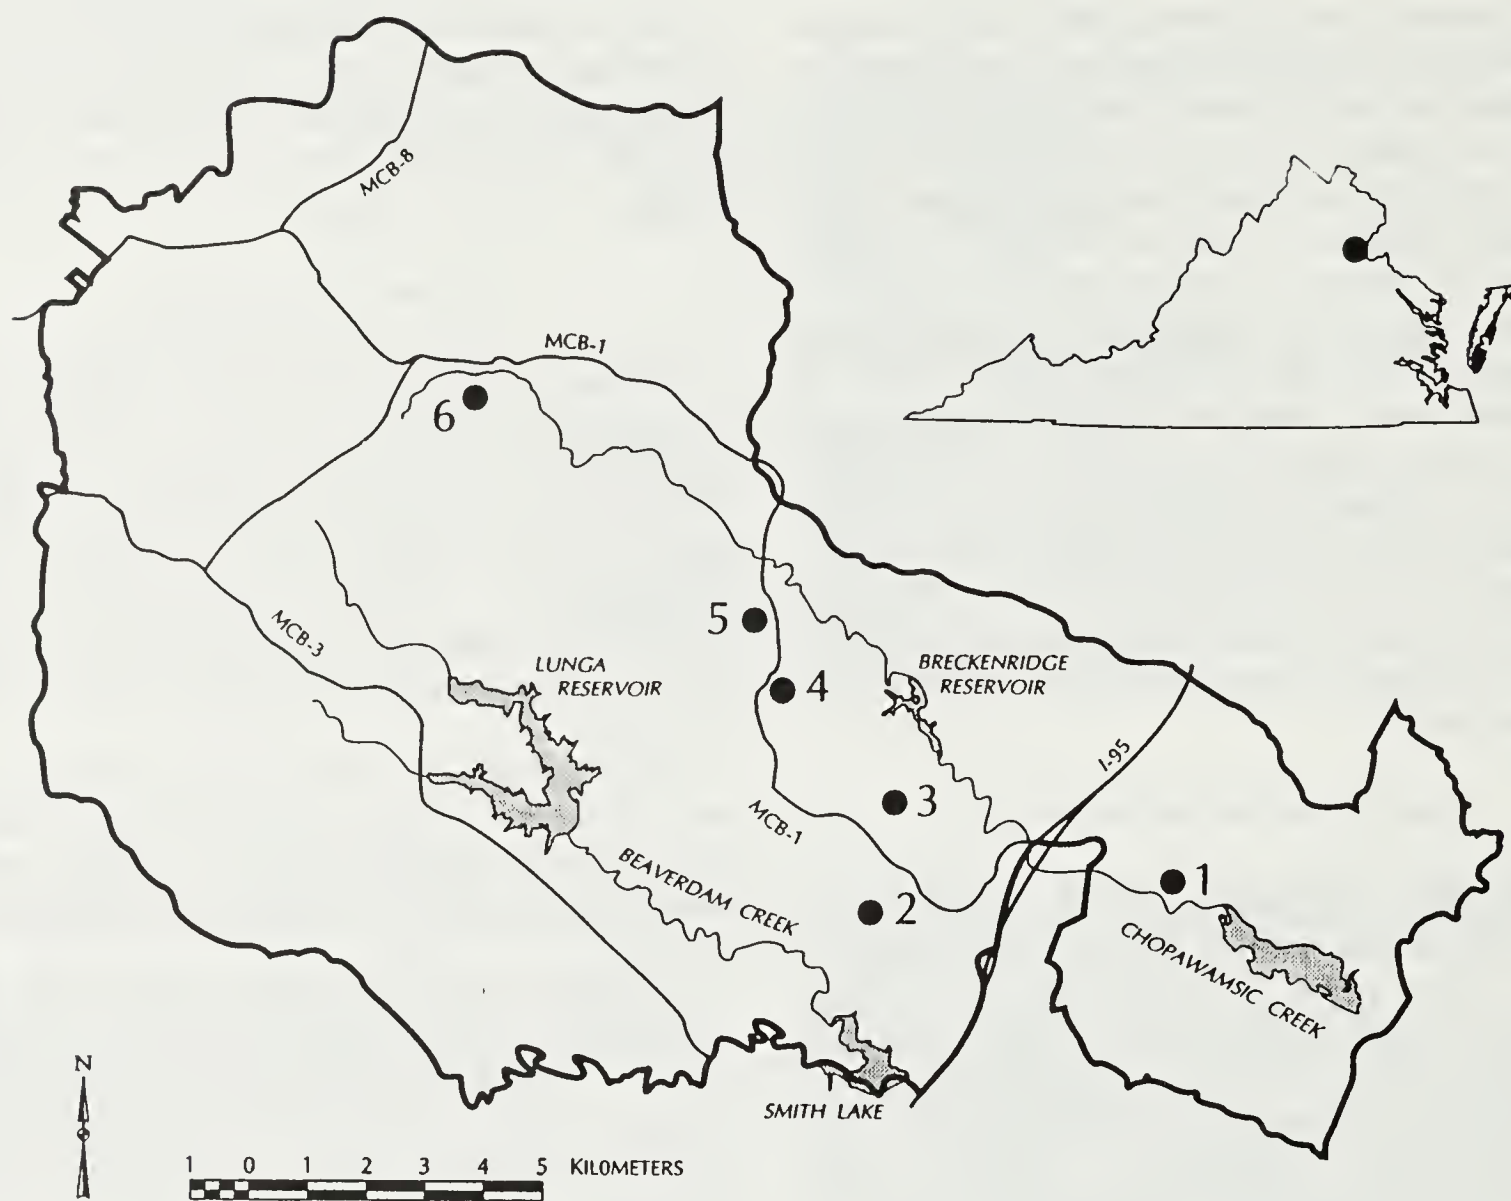 MCB-8
MCB-1
6
MCB-3
LUNGA
RESERVOIR
5
4
BRECKENRIDGE
RESERVOIR
I-95
3
MCB-1
2
1
BEAVERDAM CREEK
CHOPAWAMSIC CREEK
SMITH LAKE
N
1 0 1 2 3 4 5 KILOMETERS